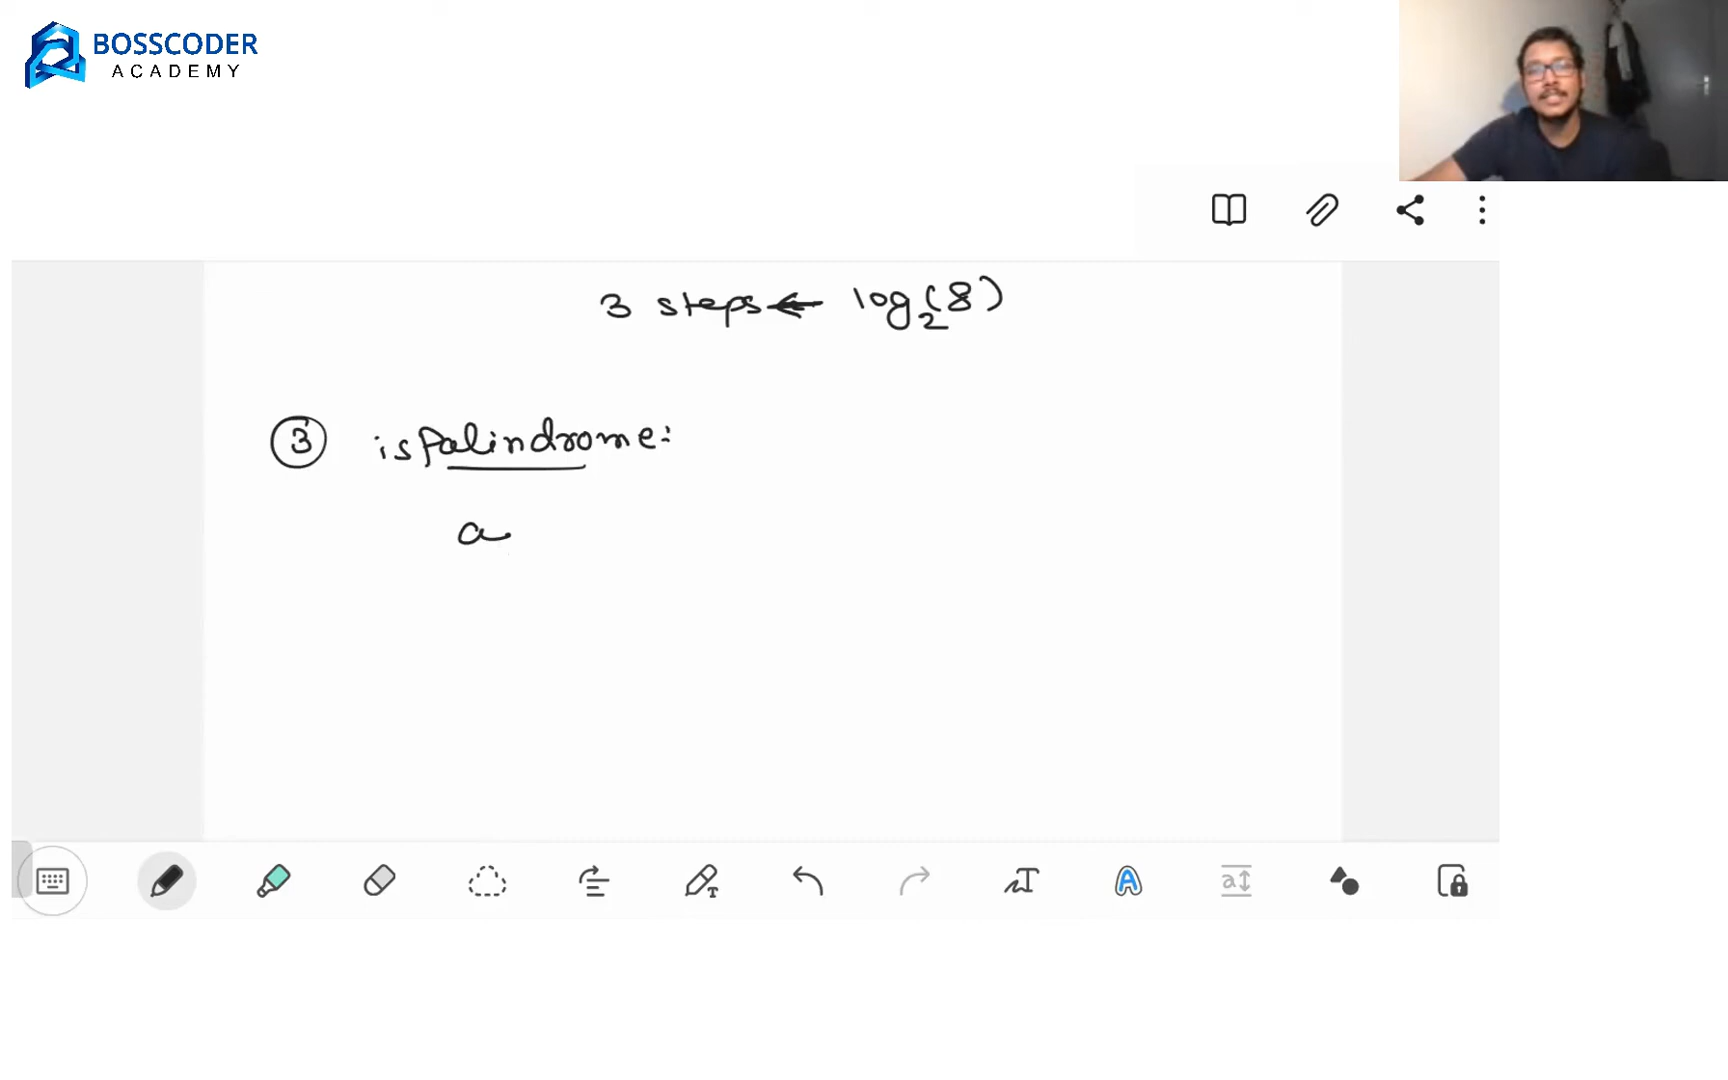 BOSSCODER
ACADEMY
3 steps ← log₂(8)
③ isPalindrome:
a